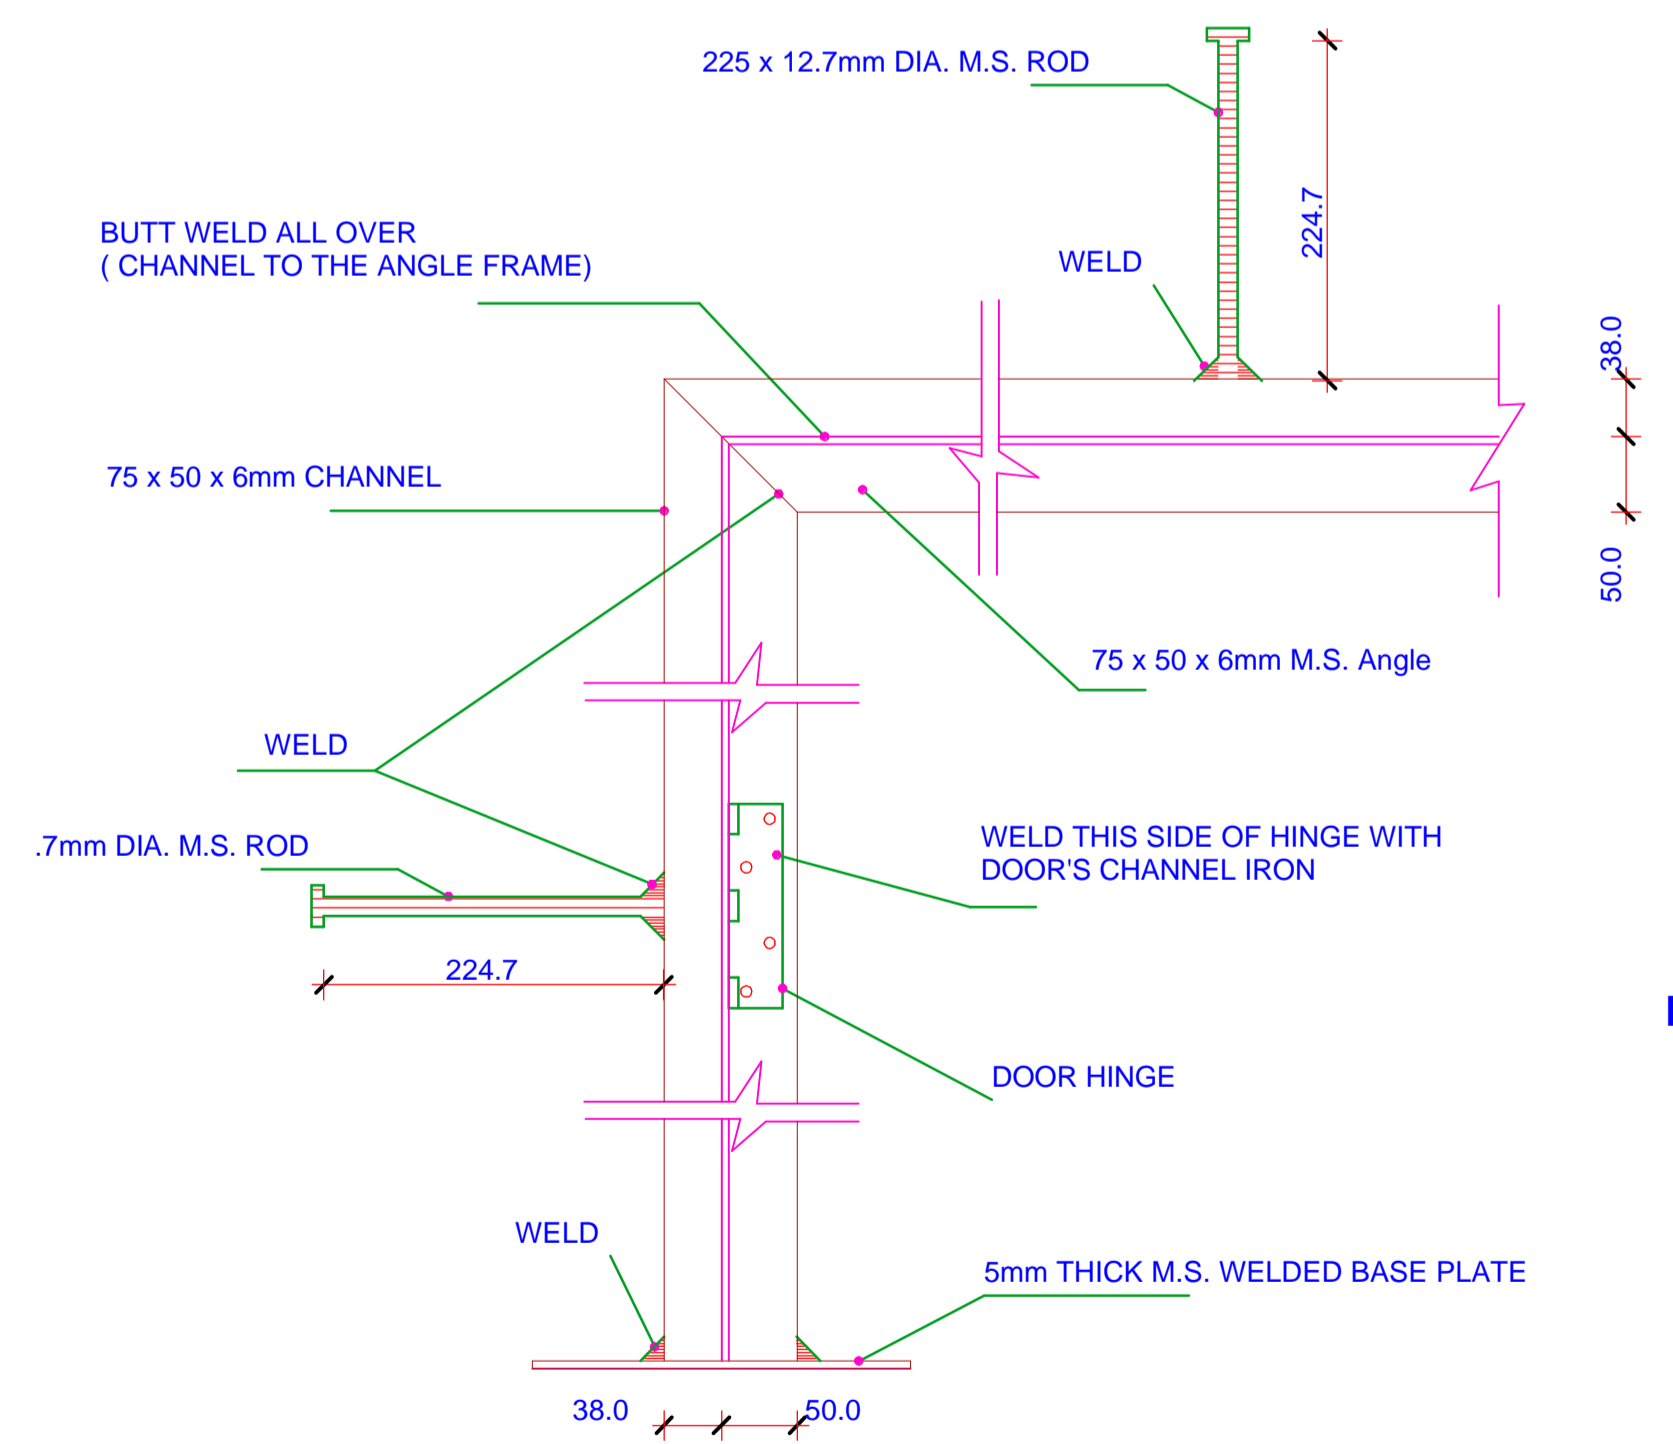 225 x 12.7mm DIA. M.S. ROD
224.7
BUTT WELD ALL OVER
( CHANNEL TO THE ANGLE FRAME)
WELD
38.0
75 x 50 x 6mm CHANNEL
50.0
75 x 50 x 6mm M.S. Angle
WELD
.7mm DIA. M.S. ROD
WELD THIS SIDE OF HINGE WITH
DOOR'S CHANNEL IRON
224.7
DOOR HINGE
WELD
5mm THICK M.S. WELDED BASE PLATE
38.0
50.0